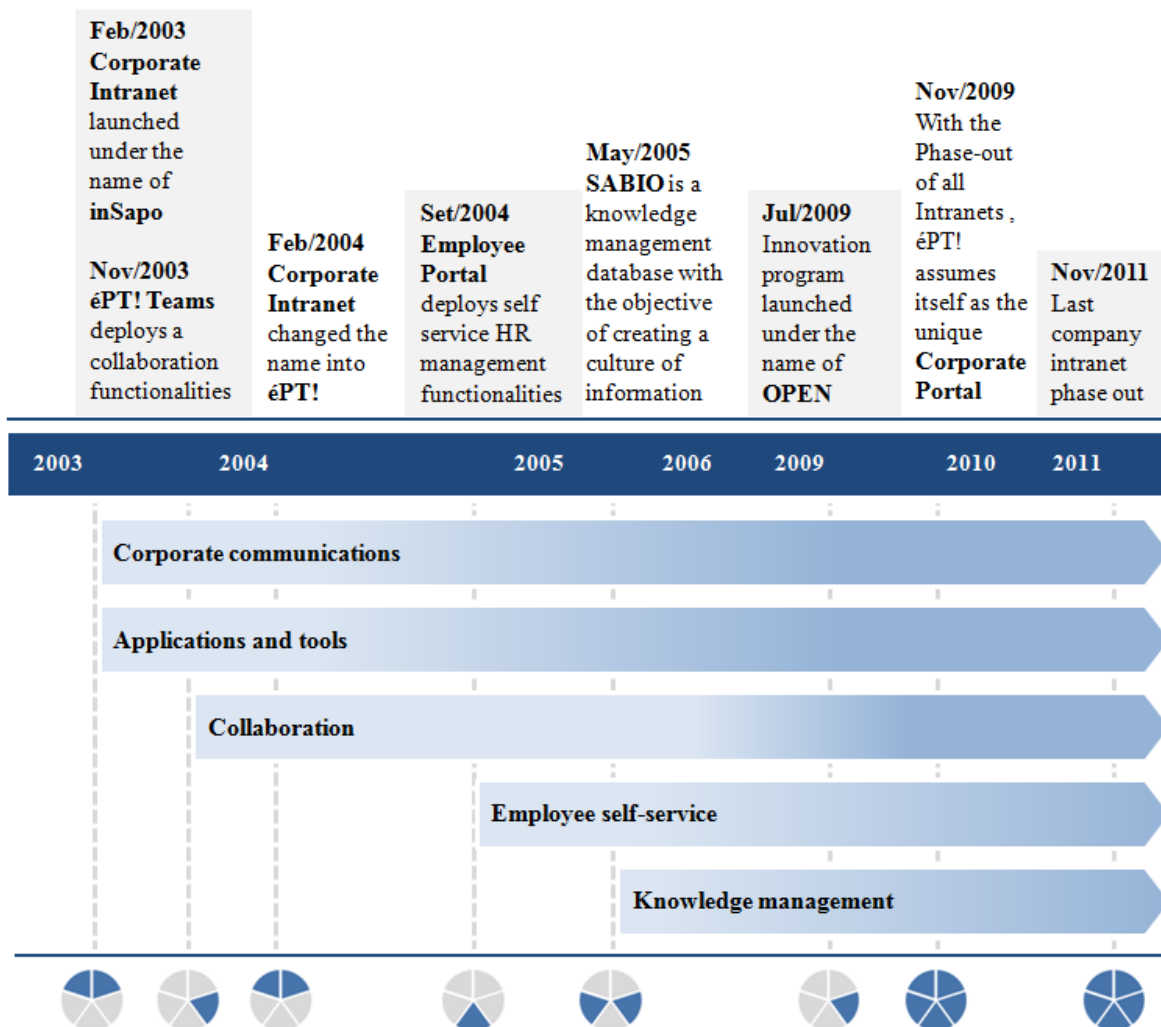 Feb/2003
Corporate
Intranet
launched
under the
name of
inSapo
Nov/2003
éPT! Teams
deploys a
collaboration
functionalities
Feb/2004
Corporate
Intranet
changed the
name into
éPT!
Set/2004
Employee
Portal
deploys self
service HR
management
functionalities
May/2005
SABIO is a
knowledge
management
database with
the objective
of creating a
culture of
information
Jul/2009
Innovation
program
launched
under the
name of
OPEN
Nov/2009
With the
Phase-out
of all
Intranets ,
éPT!
assumes
itself as the
unique
Corporate
Portal
Nov/2011
Last
company
intranet
phase out
2003 2004 2005 2006 2009 2010 2011
Corporate communications
Applications and tools
Collaboration
Employee self-service
Knowledge management